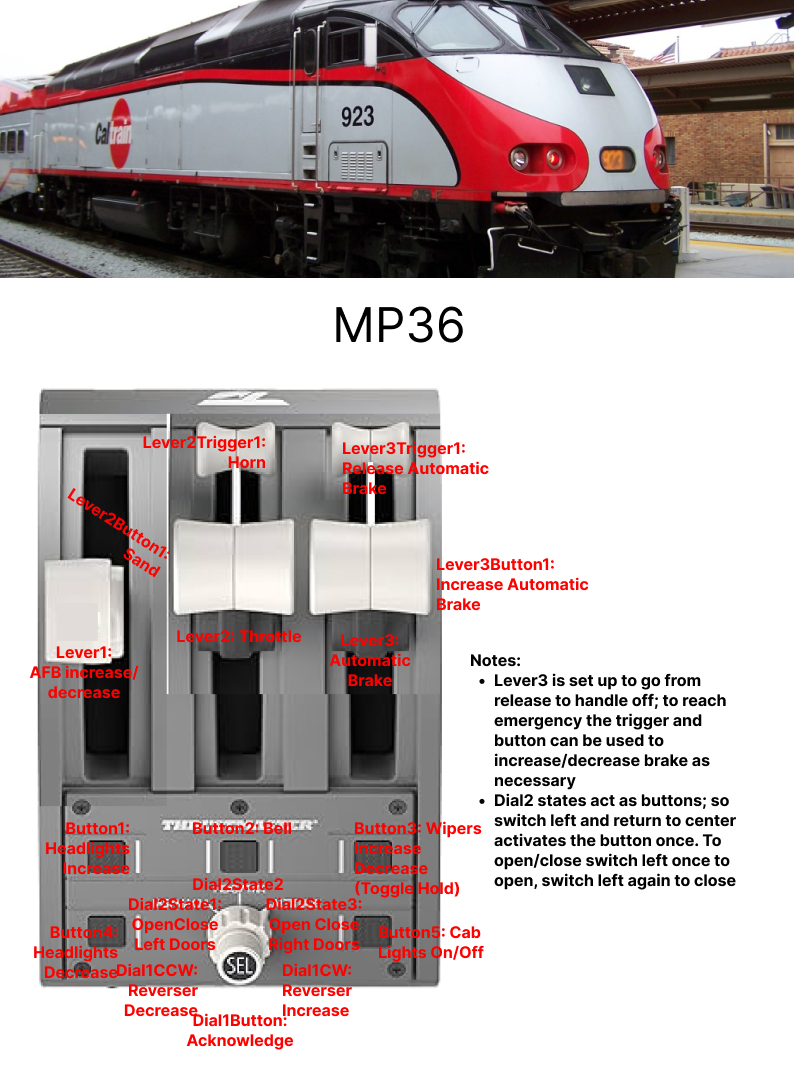 923
Caltrain
923
MP36
Lever2Trigger1:
Horn
Lever3Trigger1:
Release Automatic
Brake
Lever2Button1:
Sand
Lever3Button1:
Increase Automatic
Brake
Lever2: Throttle
Lever3:
Automatic
Brake
Lever1:
AFB increase/
decrease
Notes:
• Lever3 is set up to go from
release to handle off; to reach
emergency the trigger and
button can be used to
increase/decrease brake as
necessary
• Dial2 states act as buttons; so
switch left and return to center
activates the button once. To
open/close switch left once to
open, switch left again to close
THRUSTMASTER
Button1:
Headlights
Increase
Button2: Bell
Button3: Wipers
Increase
Decrease
(Toggle Hold)
Dial2State2
Dial2State1:
OpenClose
Left Doors
Dial2State3:
Open Close
Right Doors
Button4:
Headlights
Decrease
Button5: Cab
Lights On/Off
SEL
Dial1CCW:
Reverser
Decrease
Dial1CW:
Reverser
Increase
Dial1Button:
Acknowledge